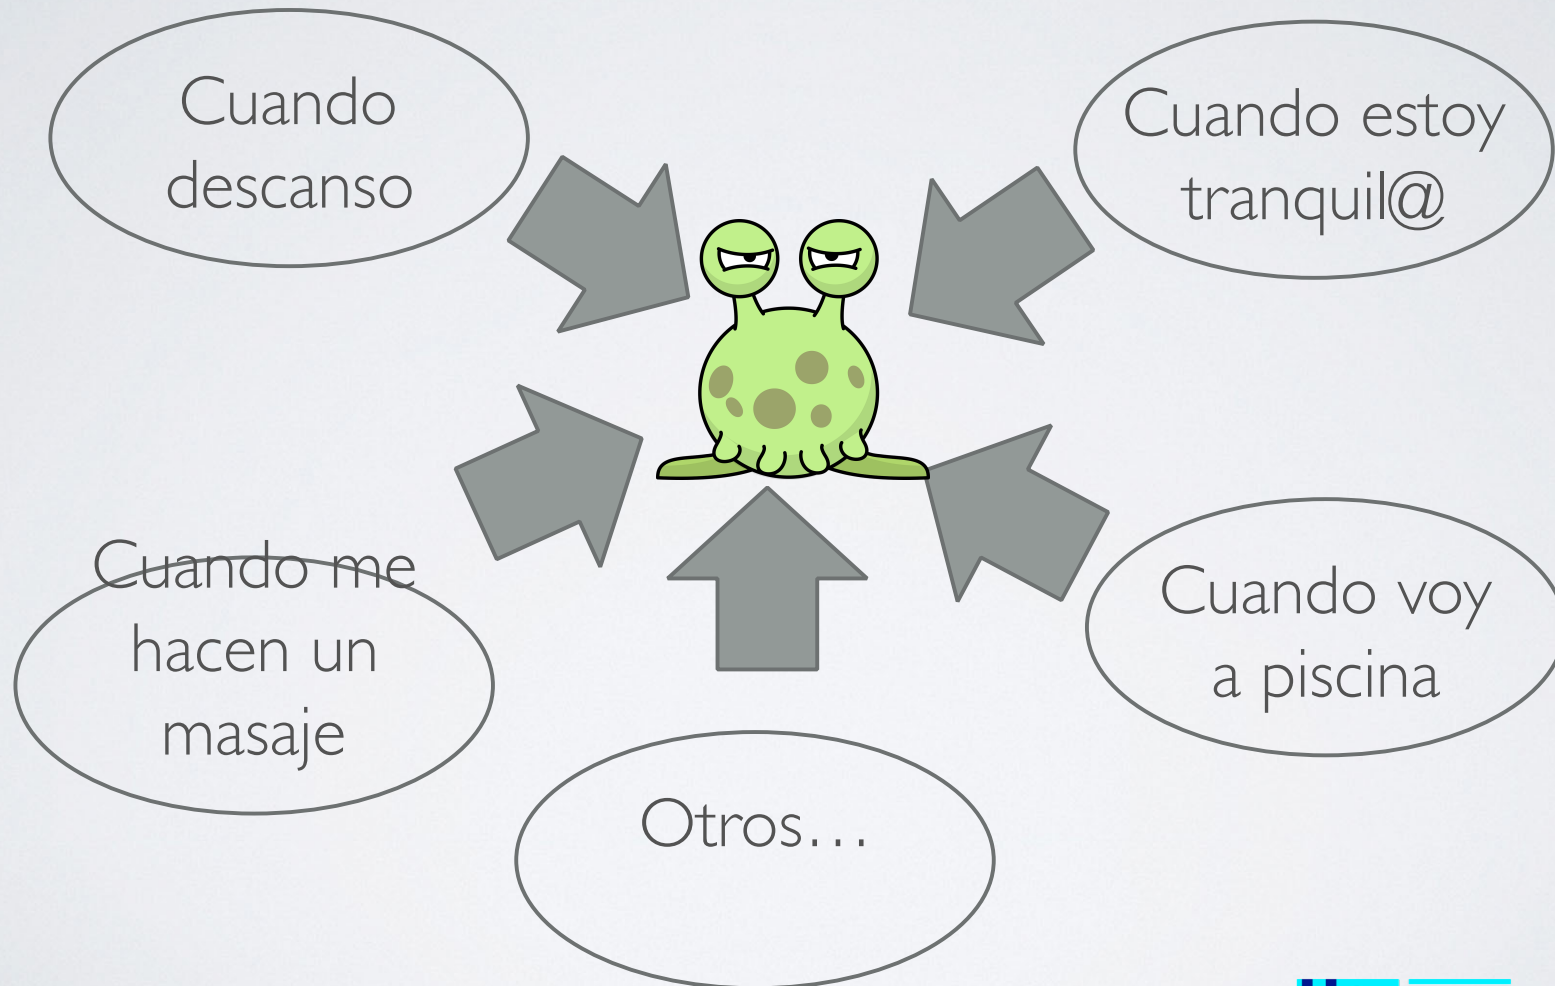 Cuando
descanso
Cuando estoy
tranquil@
Cuando me
hacen un
masaje
Cuando voy
a piscina
Otros…